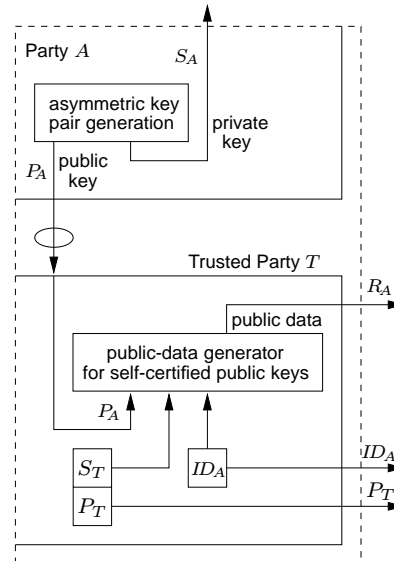 Party A
S_A
asymmetric key
pair generation
private
key
public
key
P_A
Trusted Party T
R_A
public data
public-data generator
for self-certified public keys
P_A
S_T
ID_A
ID_A
P_T
P_T